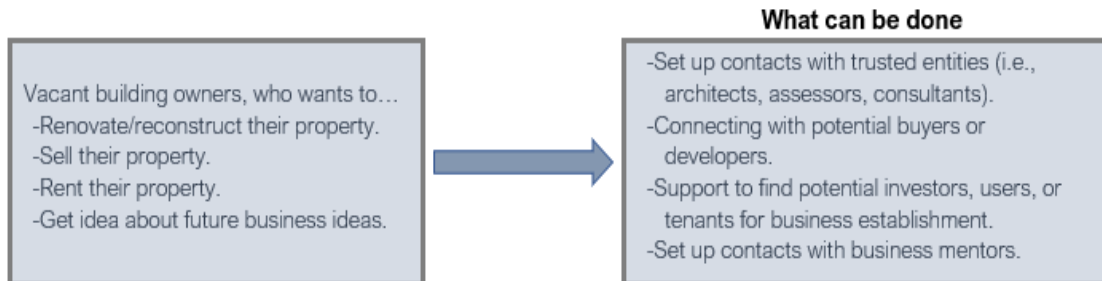 What can be done
Vacant building owners, who wants to…
-Renovate/reconstruct their property.
-Sell their property.
-Rent their property.
-Get idea about future business ideas.
-Set up contacts with trusted entities (i.e.,
architects, assessors, consultants).
-Connecting with potential buyers or
developers.
-Support to find potential investors, users, or
tenants for business establishment.
-Set up contacts with business mentors.